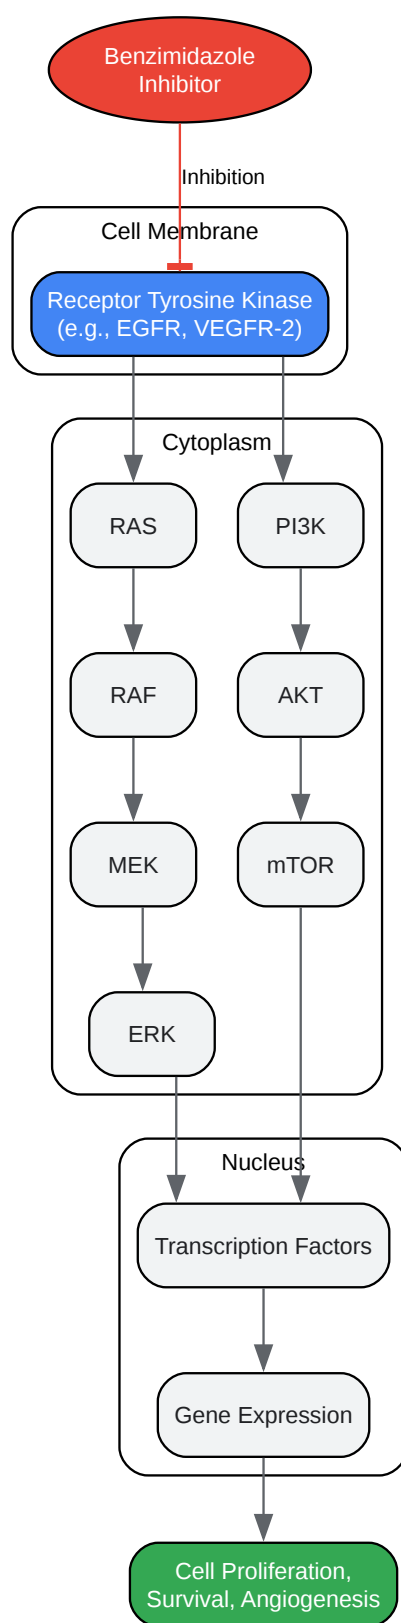 Benzimidazole
Inhibitor
Inhibition
Cell Membrane
Receptor Tyrosine Kinase
(e.g., EGFR, VEGFR-2)
Cytoplasm
RAS
PI3K
RAF
AKT
MEK
mTOR
ERK
Nucleus
Transcription Factors
Gene Expression
Cell Proliferation,
Survival, Angiogenesis